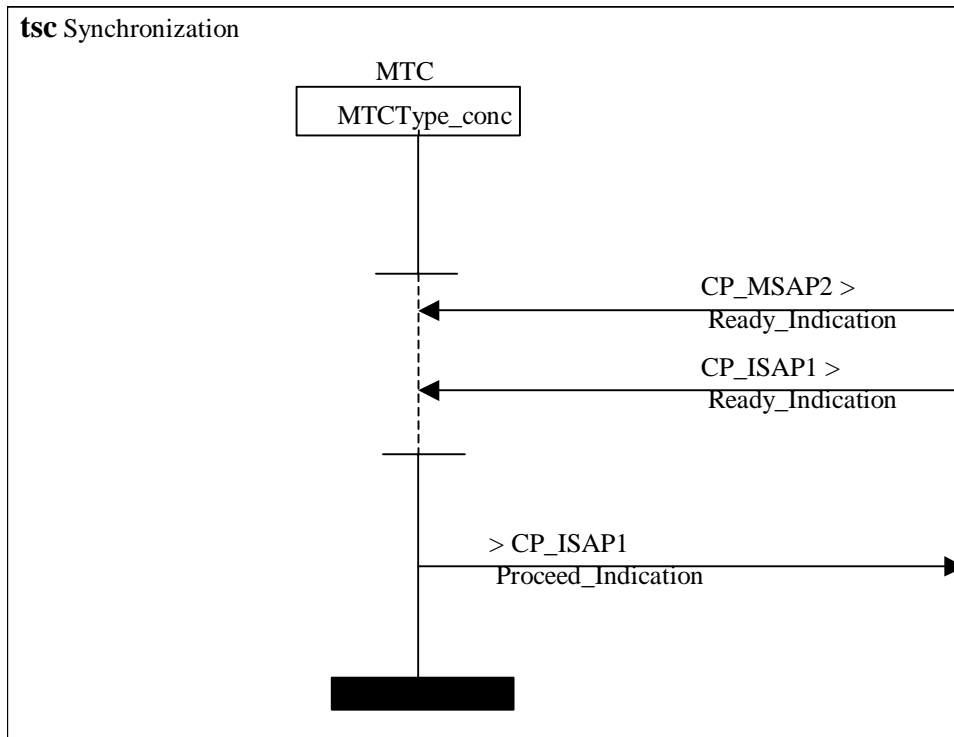 tsc Synchronization
MTC
MTCType_conc
CP_MSAP2 >
Ready_Indication
CP_ISAP1 >
Ready_Indication
> CP_ISAP1
Proceed_Indication